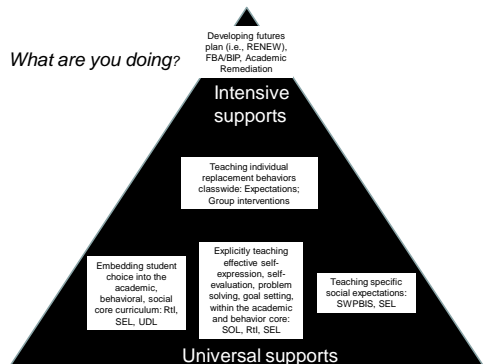 What are you doing?
Developing futures
plan (i.e., RENEW),
FBA/BIP, Academic
Remediation
Intensive
supports
Teaching individual
replacement behaviors
classwide: Expectations;
Group interventions
Embedding student
choice into the
academic,
behavioral, social
core curriculum: RtI,
SEL, UDL
Explicitly teaching
effective self-
expression, self-
evaluation, problem
solving, goal setting,
within the academic
and behavior core:
SOL, RtI, SEL
Teaching specific
social expectations:
SWPBIS, SEL
Universal supports